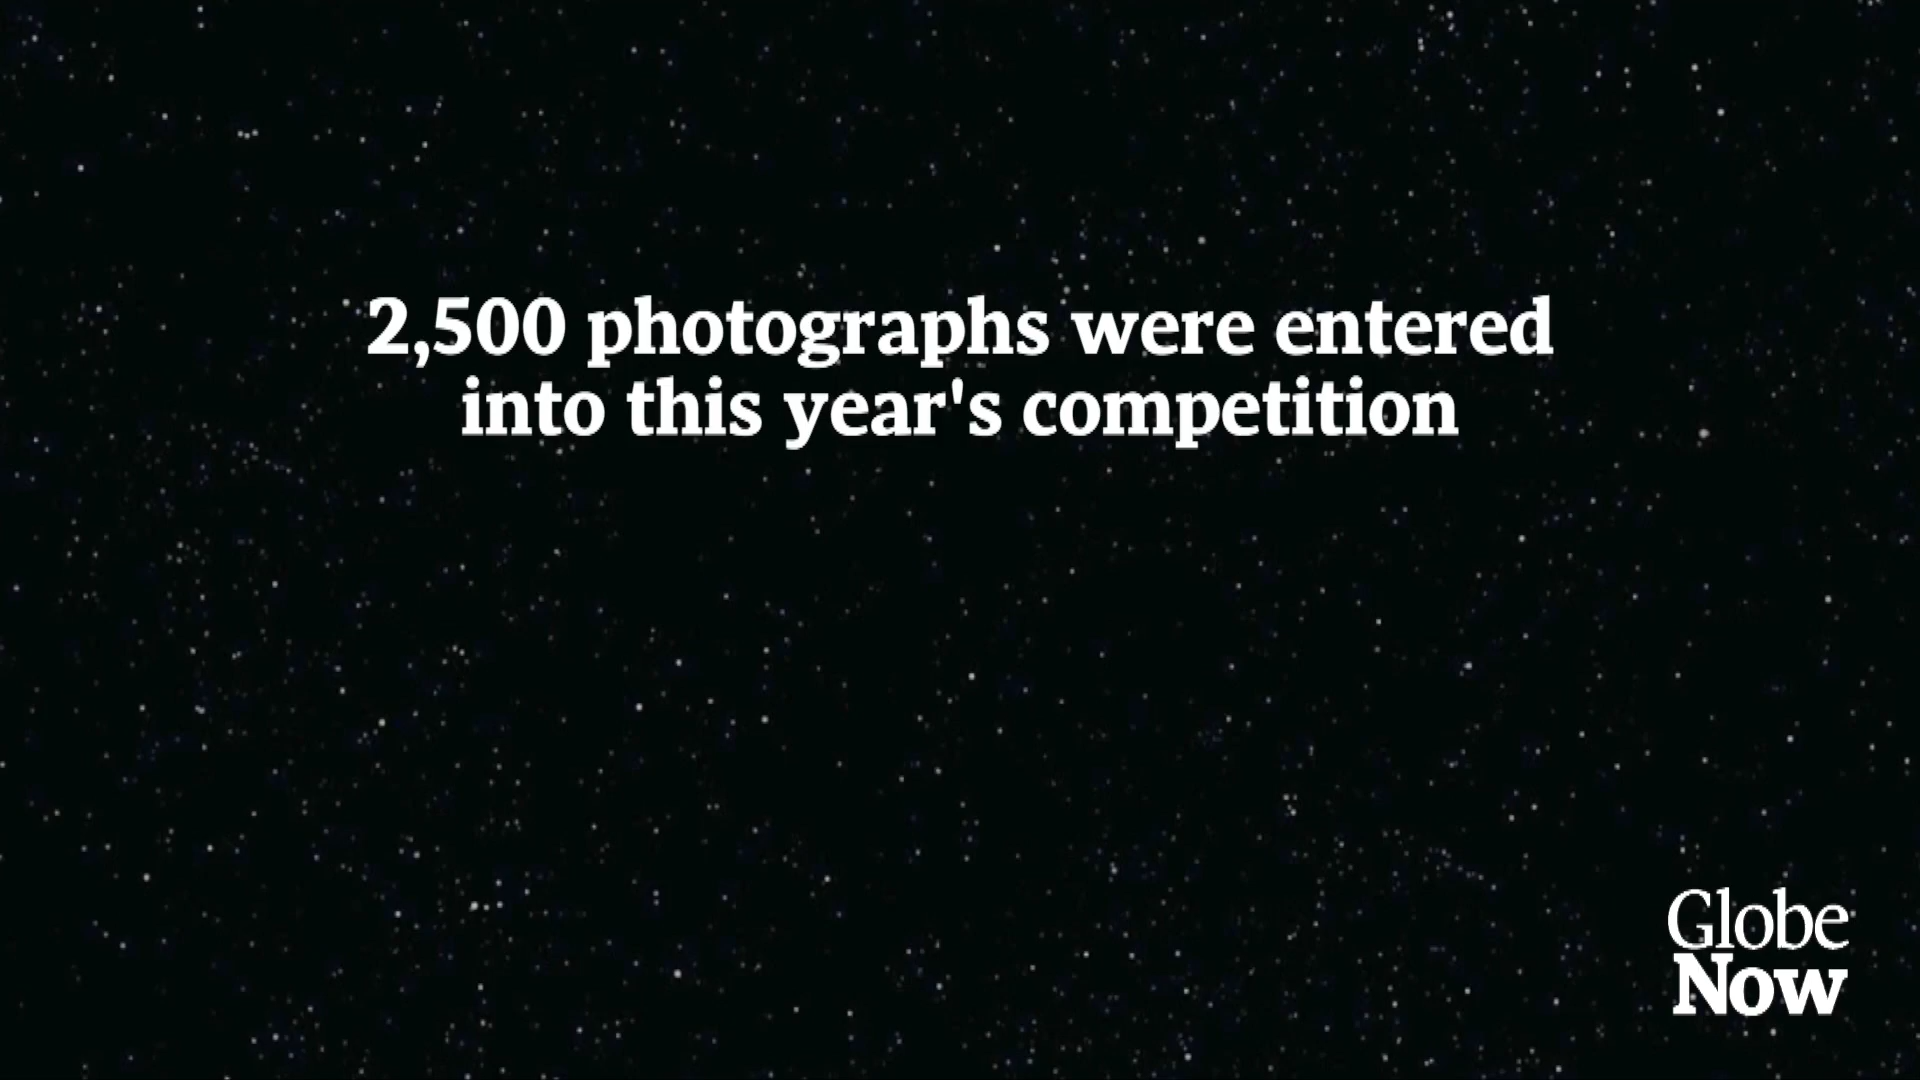 2,500 photographs were entered
into this year's competition
Globe
Now